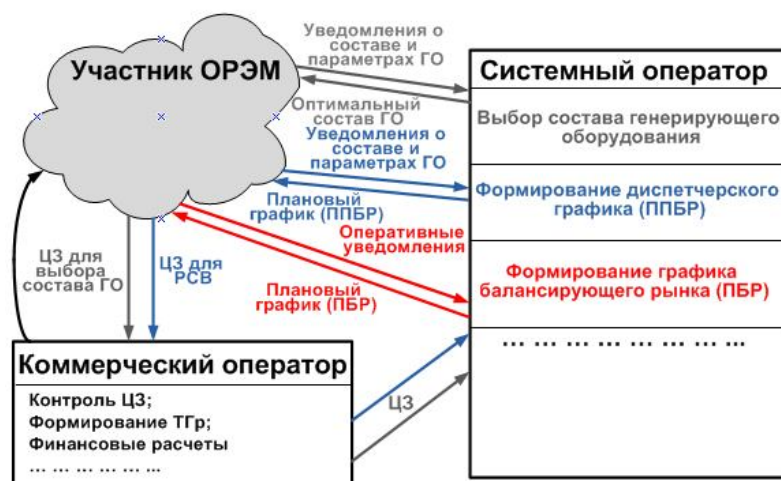 Уведомления о
составе и
параметрах ГО
Участник ОРЭМ
Оптимальный
состав ГО
Уведомления о
составе и
параметрах ГО
Плановый
график (ППБР)
Оперативные
уведомления
Плановый
график (ПБР)
ЦЗ для
выбора
состава ГО
ЦЗ для
РСВ
Системный оператор
Выбор состава генерирующего
оборудования
Формирование диспетчерского
графика (ППБР)
Формирование графика
балансирующего рынка (ПБР)
… … … … … … … ...
Коммерческий оператор
Контроль ЦЗ;
Формирование ТГр;
Финансовые расчеты
… … … … … ...
ЦЗ